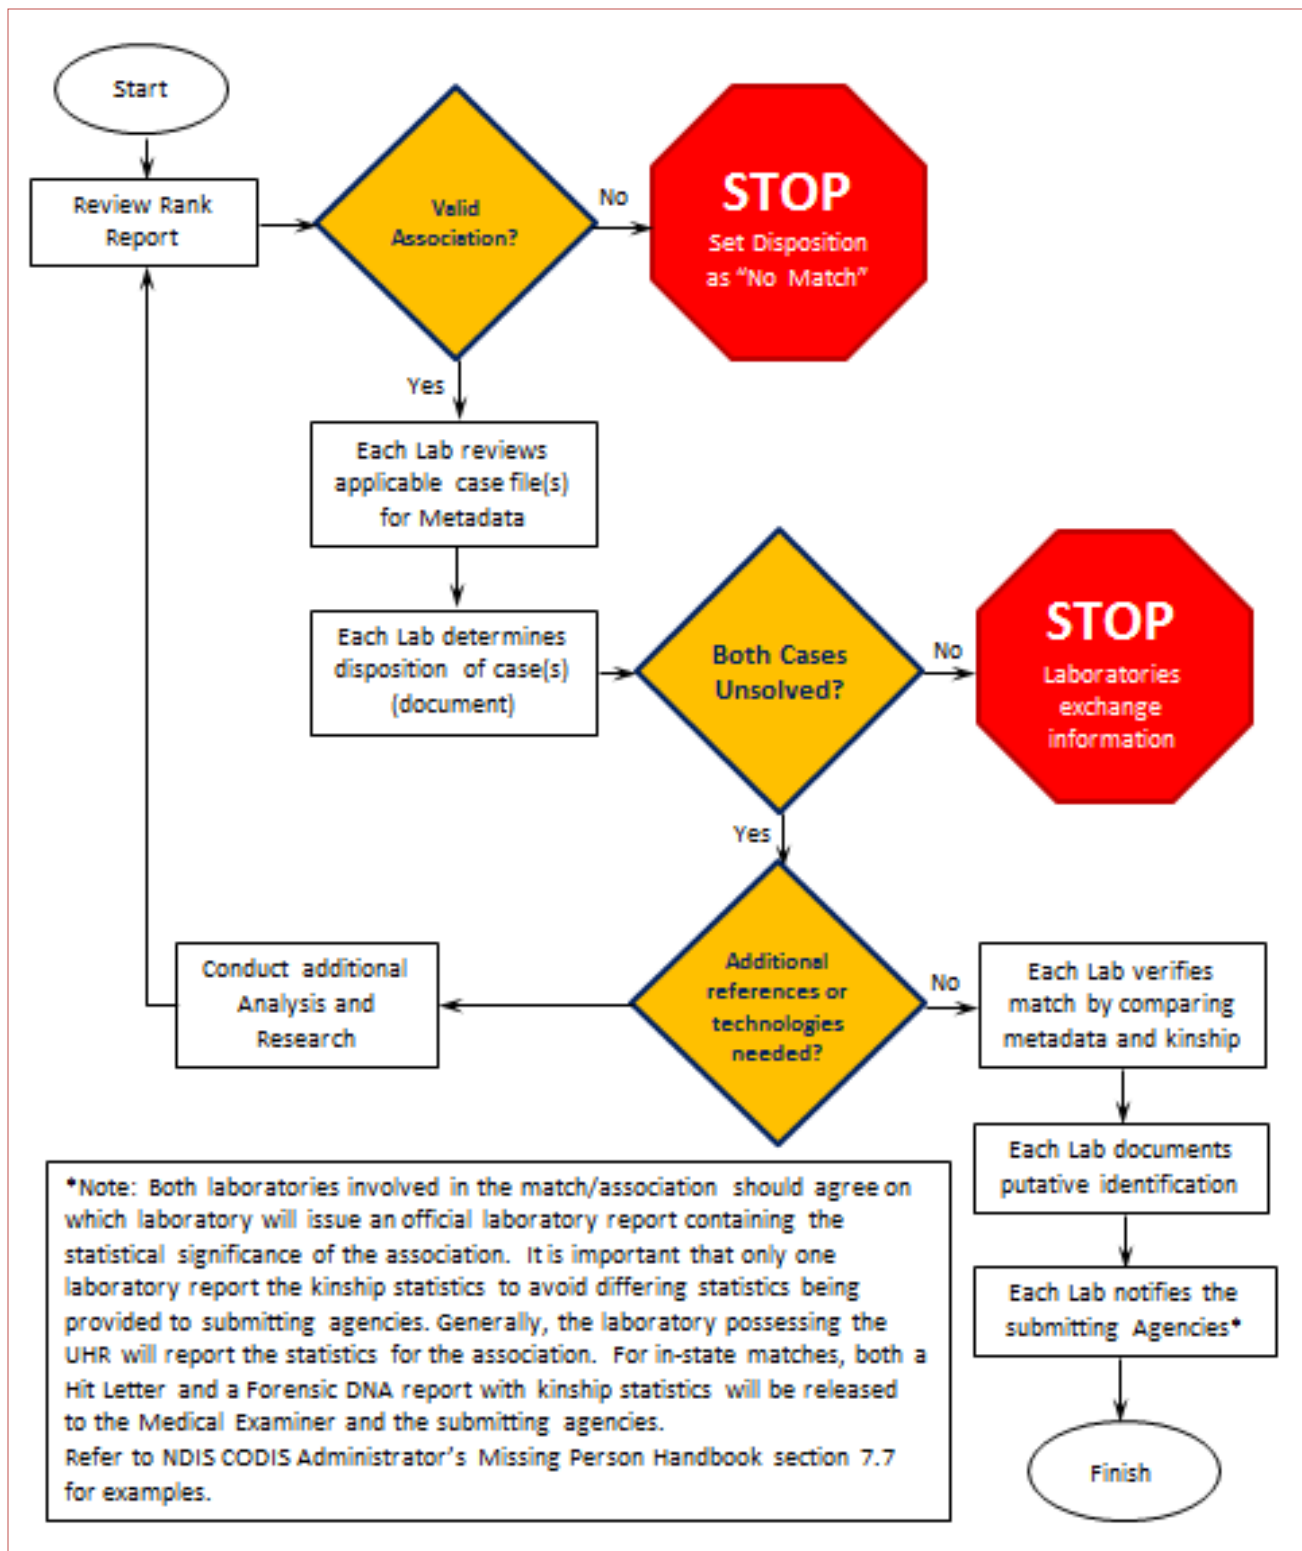 Start
Review Rank
Report
Valid
Association?
No
STOP
Set Disposition
as “No Match”
Yes
Each Lab reviews
applicable case file(s)
for Metadata
Each Lab determines
disposition of case(s)
(document)
Both Cases
Unsolved?
No
STOP
Laboratories
exchange
information
Yes
Additional
references or
technologies
needed?
Conduct additional
Analysis and
Research
No
Each Lab verifies
match by comparing
metadata and kinship
Each Lab documents
putative identification
Each Lab notifies the
submitting Agencies*
Finish
*Note: Both laboratories involved in the match/association should agree on
which laboratory will issue an official laboratory report containing the
statistical significance of the association. It is important that only one
laboratory report the kinship statistics to avoid differing statistics being
provided to submitting agencies. Generally, the laboratory possessing the
UHR will report the statistics for the association. For in-state matches, both a
Hit Letter and a Forensic DNA report with kinship statistics will be released
to the Medical Examiner and the submitting agencies.
Refer to NDIS CODIS Administrator’s Missing Person Handbook section 7.7
for examples.